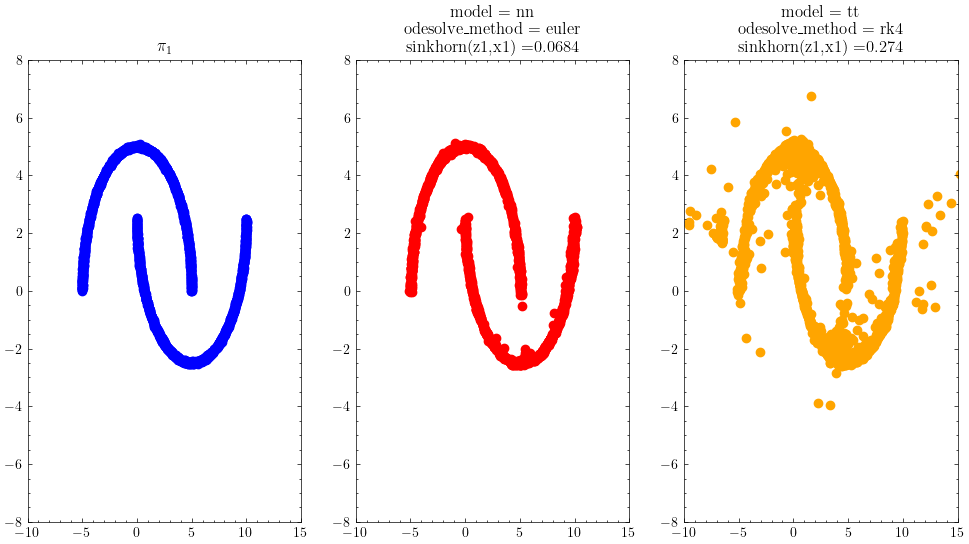 π₁
8
6
4
2
0
−2
−4
−6
−8
−10 −5 0 5 10 15
model = nn
odesolve_method = euler
sinkhorn(z1,x1) =0.0684
8
6
4
2
0
−2
−4
−6
−8
−10 −5 0 5 10 15
model = tt
odesolve_method = rk4
sinkhorn(z1,x1) =0.274
8
6
4
2
0
−2
−4
−6
−8
−10 −5 0 5 10 15